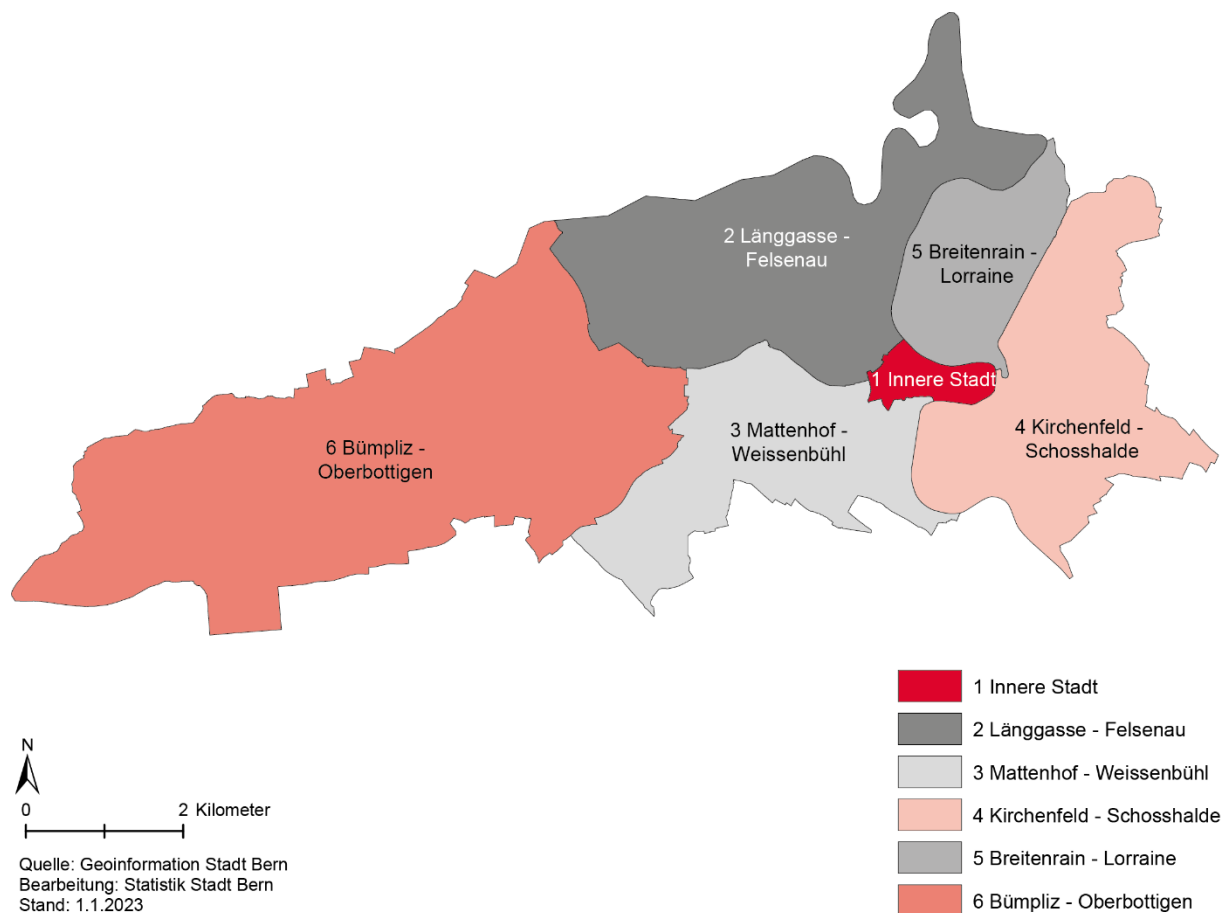 2 Länggasse -
Felsenau
5 Breitenrain -
Lorraine
1 Innere Stadt
3 Mattenhof -
Weissenbühl
4 Kirchenfeld -
Schosshalde
6 Bümpliz -
Oberbottigen
1 Innere Stadt
2 Länggasse - Felsenau
3 Mattenhof - Weissenbühl
4 Kirchenfeld - Schosshalde
5 Breitenrain - Lorraine
6 Bümpliz - Oberbottigen
N
0 2 Kilometer
Quelle: Geoinformation Stadt Bern
Bearbeitung: Statistik Stadt Bern
Stand: 1.1.2023